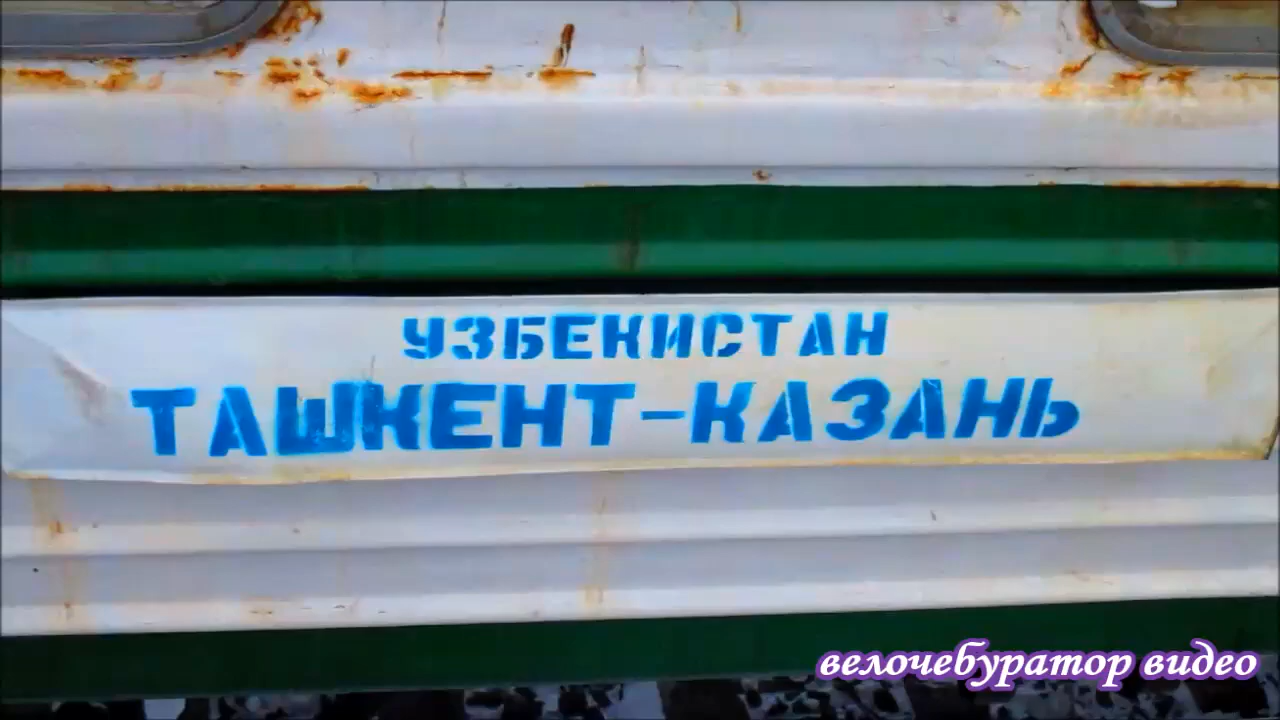 УЗБЕКИСТАН
ТАШКЕНТ-КАЗАНЬ
велочебуратор видео